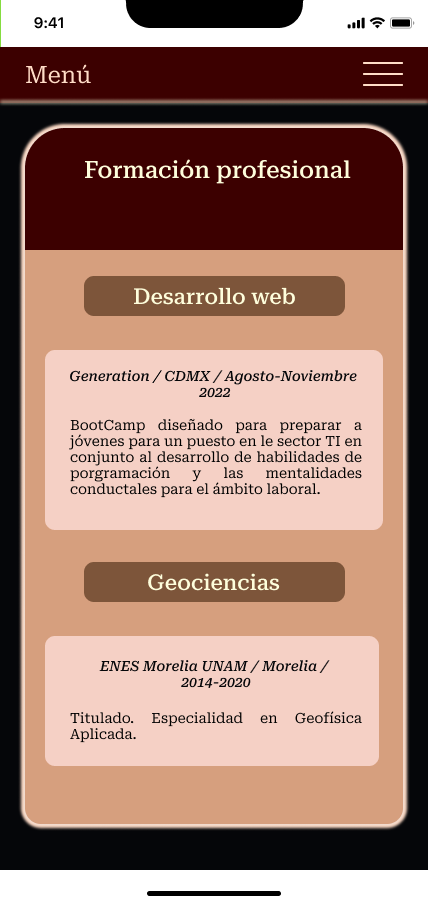 9:41
Menú
Formación profesional
Desarrollo web
Generation / CDMX / Agosto-Noviembre
2022
BootCamp diseñado para preparar a
jóvenes para un puesto en le sector TI en
conjunto al desarrollo de habilidades de
porgramación y las mentalidades
conductales para el ámbito laboral.
Geociencias
ENES Morelia UNAM / Morelia /
2014-2020
Titulado. Especialidad en Geofísica
Aplicada.